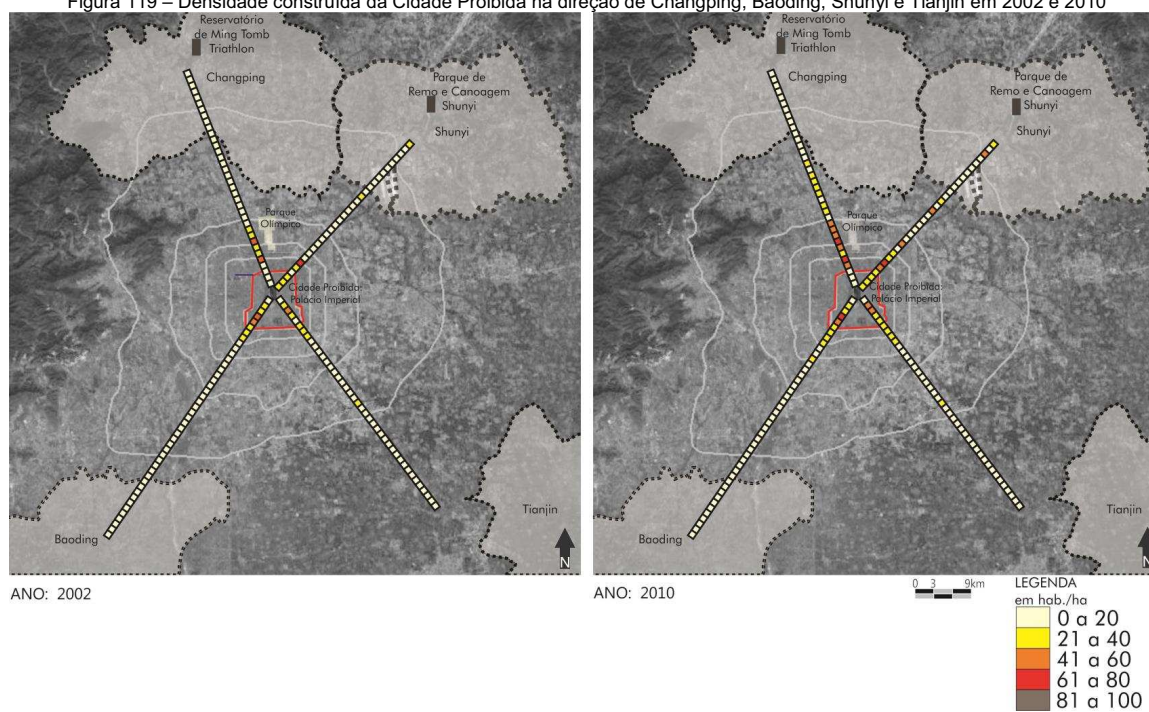 Figura 119 – Densidade construída da Cidade Proibida na direção de Changping, Baoding, Shunyi e Tianjin em 2002 e 2010
Reservatório
de Ming Tomb
Triathlon
Changping
Parque de
Remo e Canoagem
Shunyi
Shunyi
Parque
Olímpico
Cidade Proibida:
Palácio Imperial
Tianjin
Baoding
N
ANO: 2002
Reservatório
de Ming Tomb
Triathlon
Changping
Parque de
Remo e Canoagem
Shunyi
Shunyi
Parque
Olímpico
Cidade Proibida:
Palácio Imperial
Tianjin
Baoding
N
ANO: 2010
0 3 9km
LEGENDA
em hab./ha
0 a 20
21 a 40
41 a 60
61 a 80
81 a 100